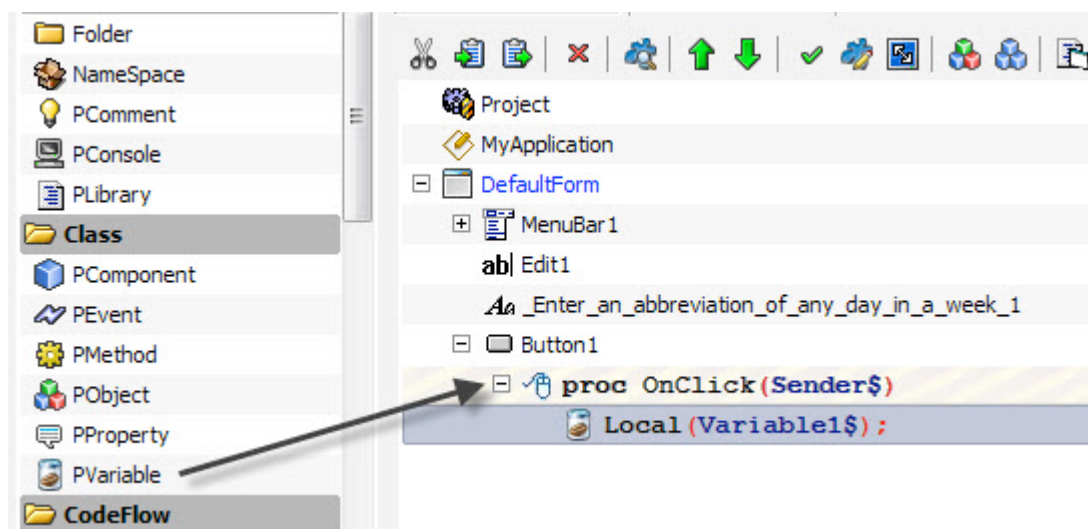 Folder
NameSpace
PComment
PConsole
PLibrary
Class
PComponent
PEvent
PMethod
PObject
PProperty
PVariable
CodeFlow
Project
MyApplication
DefaultForm
MenuBar1
ab Edit1
Aa _Enter_an_abbreviation_of_any_day_in_a_week_1
Button1
proc OnClick(Sender$)
Local(Variable1$);